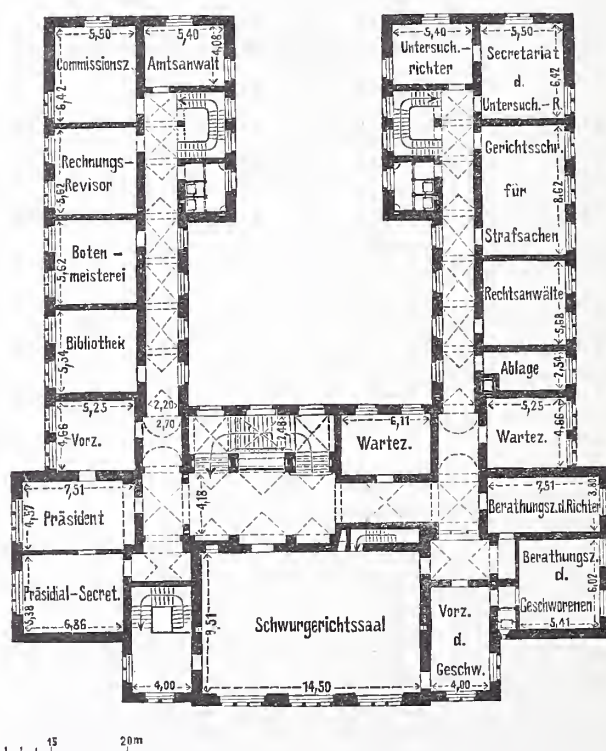 5,50
Commissionsz.
6,42
5,40
Amtsanwalt
4,08
5,40
Untersuch.-
richter
5,50
Secretariat
d.
Untersuch.-R.
6,42
Rechnungs-
Revisor
5,62
Gerichtsschr.
für
Strafsachen
8,62
Boten-
meisterei
5,62
Rechtsanwälte
5,68
Bibliothek
5,54
Ablage
2,54
5,25
Vorz.
4,66
2,20
2,70
1,48
6,11
Wartez.
5,25
Wartez.
4,66
7,51
Präsident
4,57
4,18
7,51
3,80
Berathungsz.d.Richter
Präsidial-Secret.
5,38
6,86
Berathungsz.
d.
Geschworenen
6,02
5,41
Schwurgerichtssaal
9,51
14,50
Vorz.
d.
Geschw.
4,00
4,00
15
20m